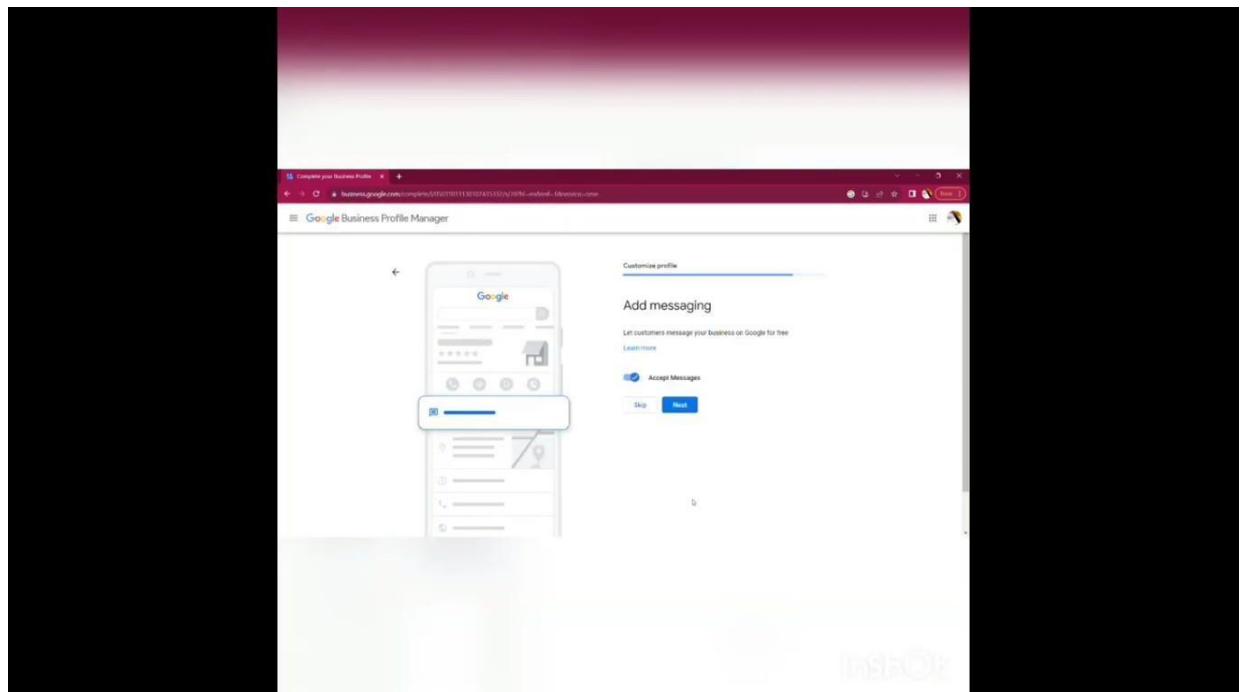 Complete your Business Profile
Google Business Profile Manager
Customize profile
Google
Add messaging
Let customers message your business on Google for free
Learn more
Accept Messages
Skip
Next